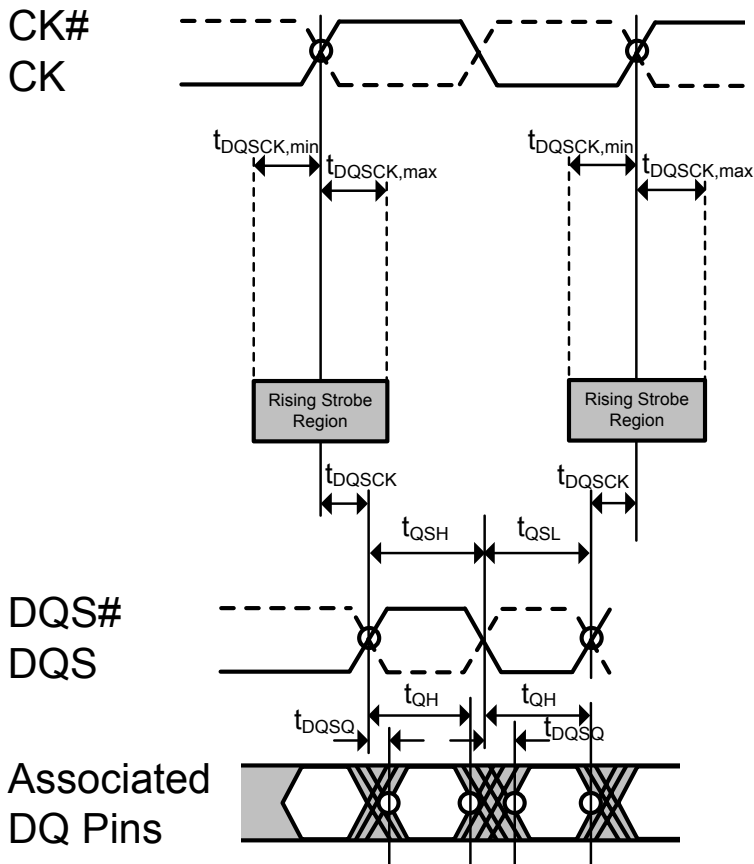 CK#
CK
tDQSCK,min
tDQSCK,max
tDQSCK,min
tDQSCK,max
Rising Strobe
Region
Rising Strobe
Region
tDQSCK
tDQSCK
tQSH
tQSL
DQS#
DQS
tQH
tQH
tDQSQ
tDQSQ
Associated
DQ Pins